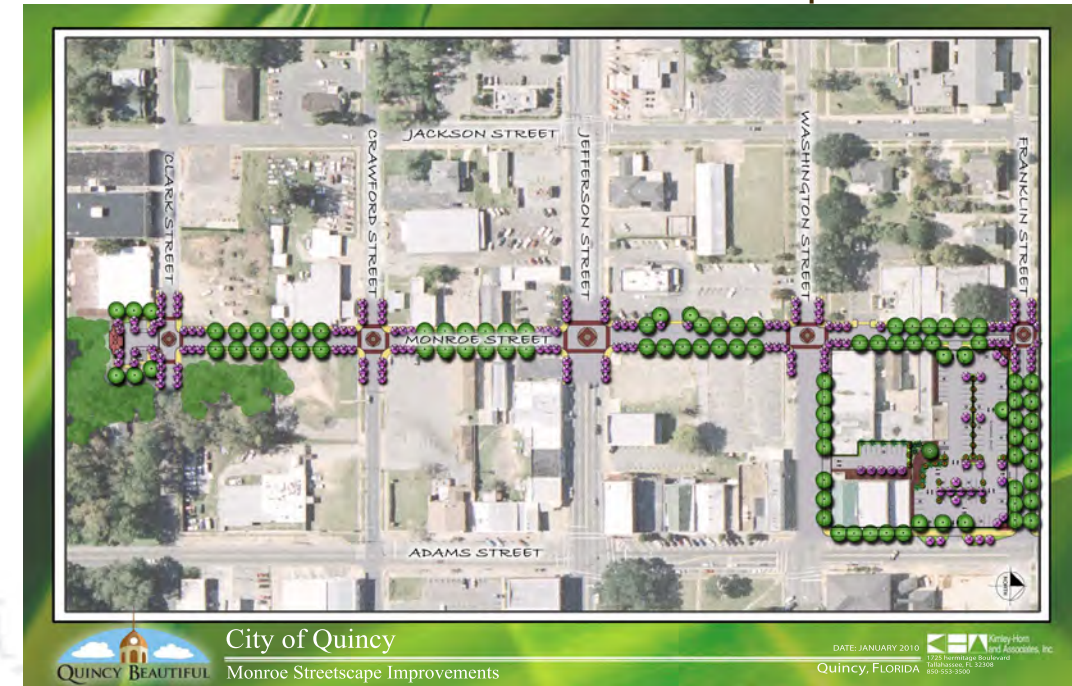 JACKSON STREET
CLARK STREET
CRAWFORD STREET
JEFFERSON STREET
WASHINGTON STREET
FRANKLIN STREET
MONROE STREET
ADAMS STREET
NORTH
QUINCY BEAUTIFUL
City of Quincy
Monroe Streetscape Improvements
DATE: JANUARY 2010
Quincy, FLORIDA
Kimley-Horn
and Associates, Inc.
1725 hermitage Boulevard
Tallahassee, FL 32308
850-553-3500